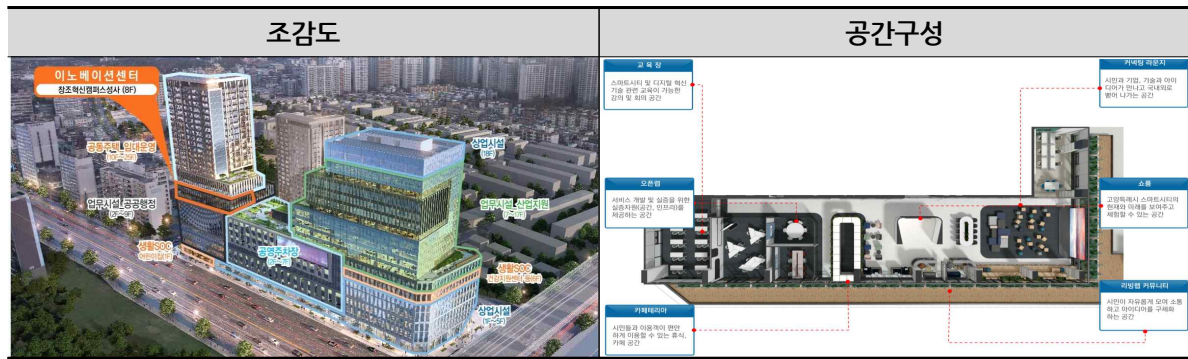 조감도
공간구성
이노베이션센터
창조혁신캠퍼스성사 (8F)
공동주택_임대운영
업무시설_공공행정
(2F~9F)
생활SOC
어린이집(1F)
공영주차장
상업시설
(18F)
업무시설_산업지원
생활SOC
상업시설
(1F~5F)
교 육 장
스마트시티 및 디지털 혁신
기술 관련 교육이 가능한
강의 및 회의 공간
커넥팅 라운지
시민과 기업, 기술과 아이
디어가 만나고 국내외로
뻗어 나가는 공간
오픈랩
서비스 개발 및 실증을 위한
실증자원(공간, 인프라)를
제공하는 공간
쇼룸
고양특례시 스마트시티의
현재와 미래를 보여주고
체험할 수 있는 공간
카페테리아
시민들과 이용객이 편안
하게 이용할 수 있는 휴식,
카페 공간
리빙랩 커뮤니티
시민이 자유롭게 모여 소통
하고 아이디어를 구체화
하는 공간